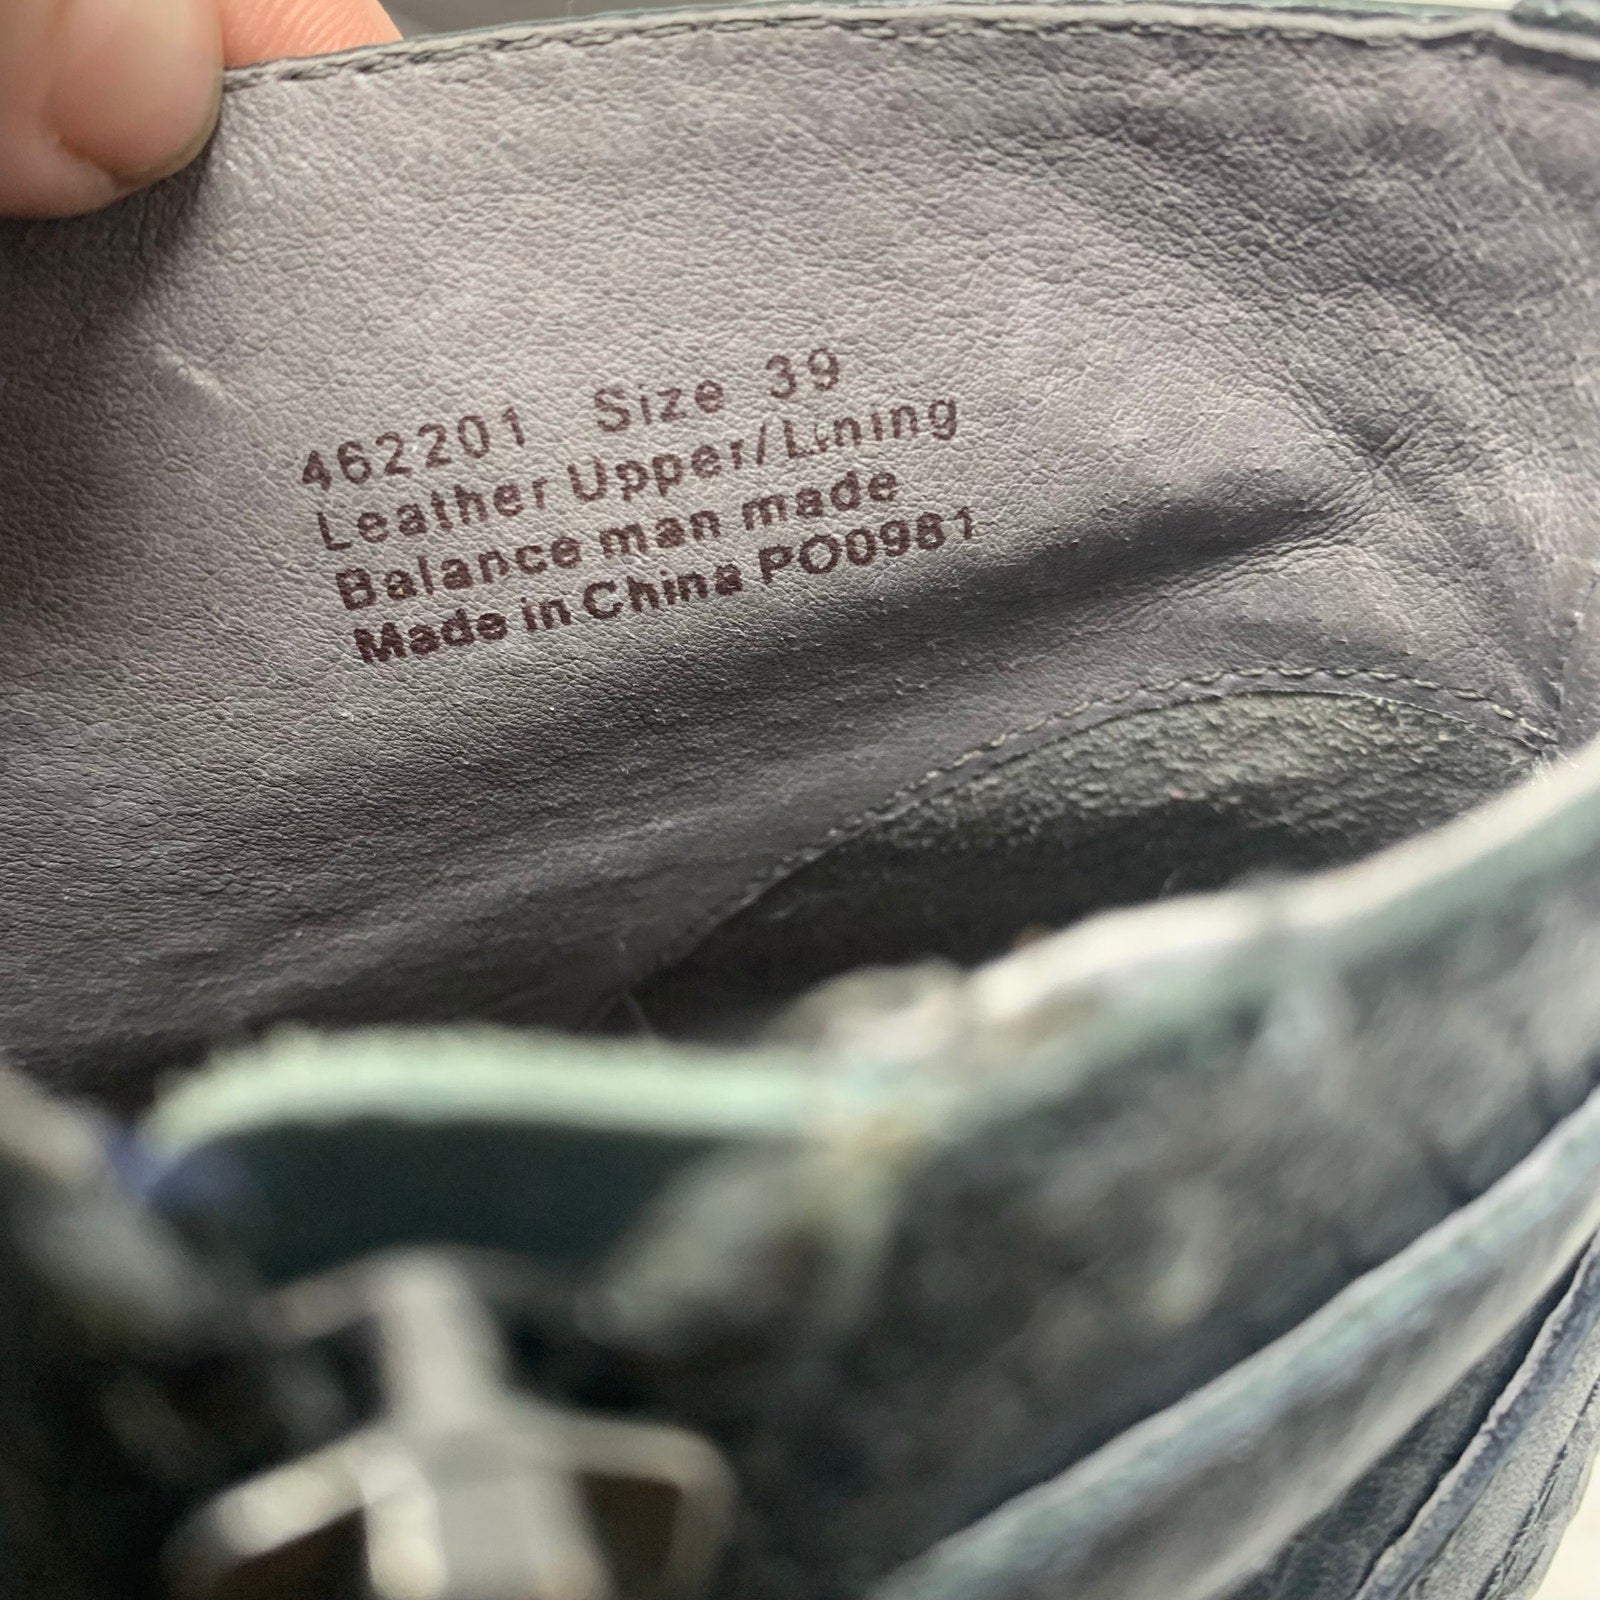 462201 Size 39
Leather Upper/Lining
Balance man made
Made in China PO0981